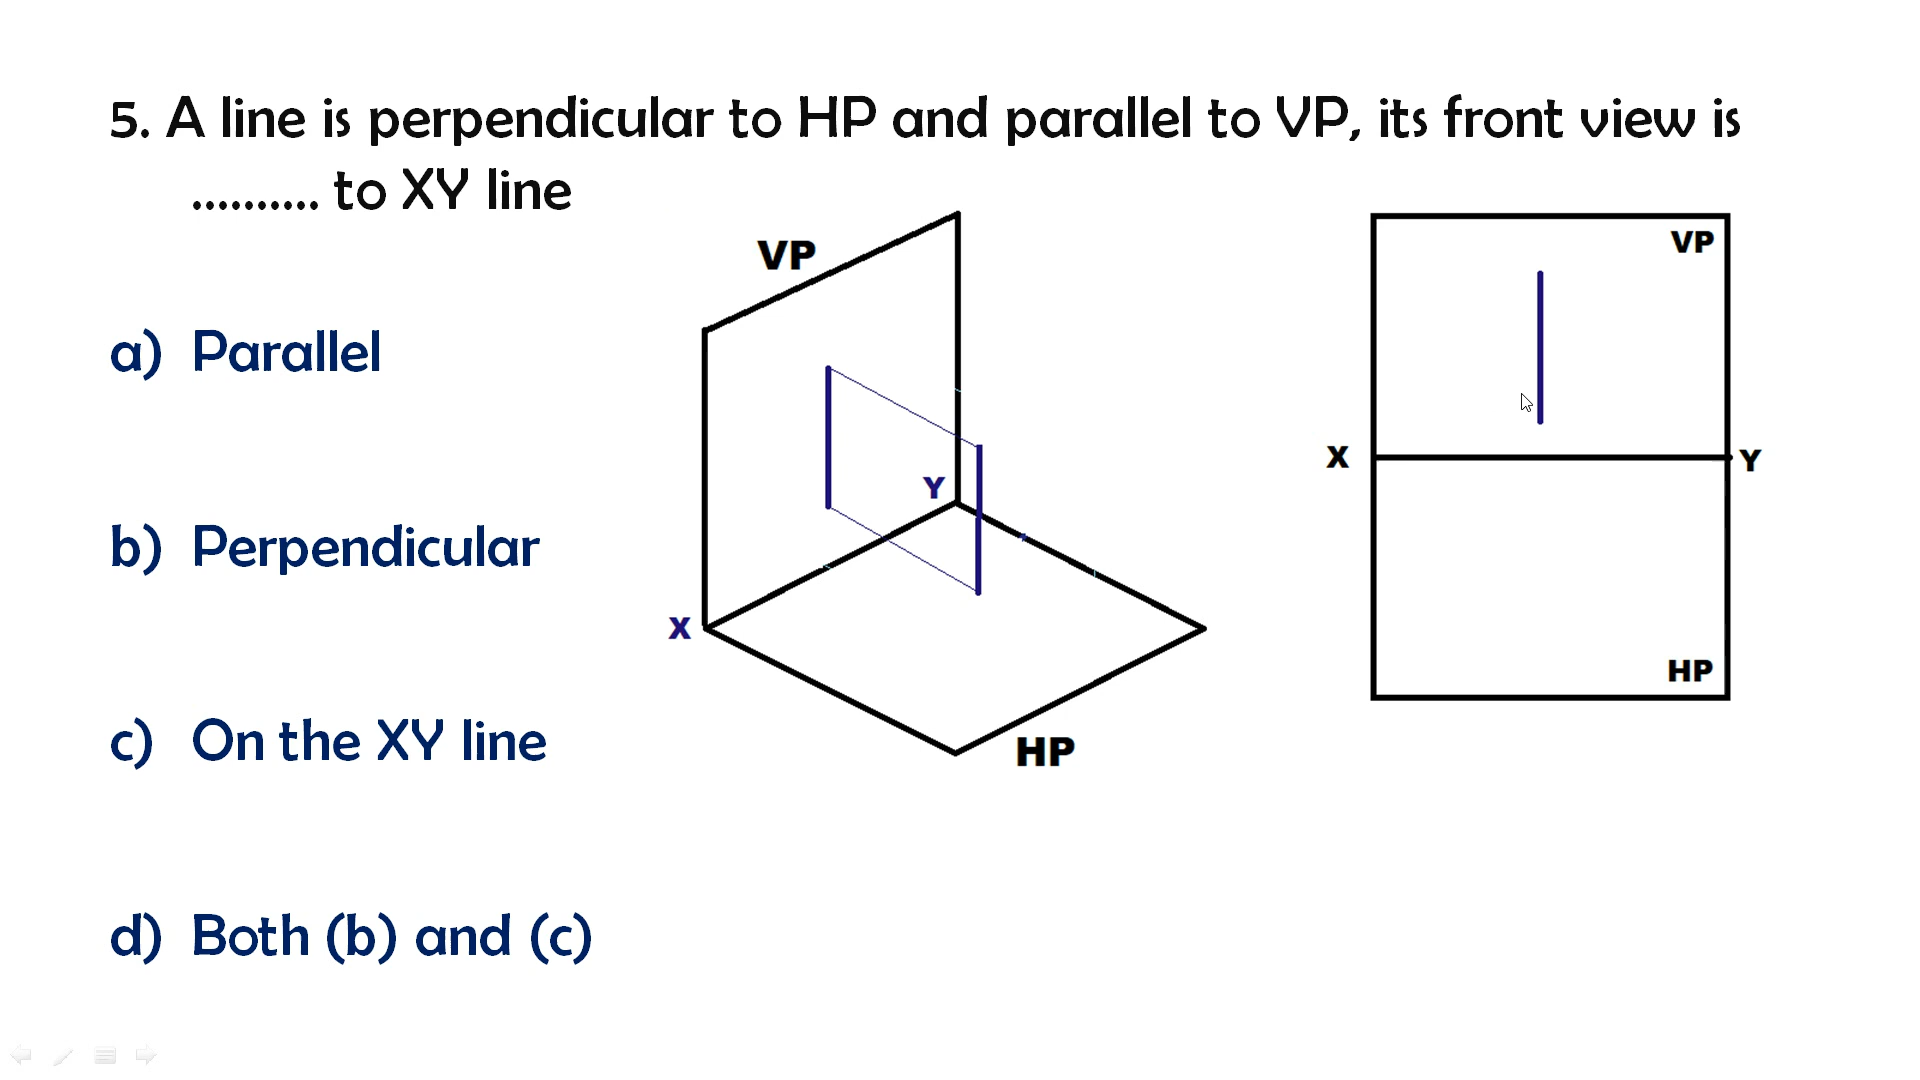 5. A line is perpendicular to HP and parallel to VP, its front view is
.......... to XY line
VP
VP
a) Parallel
X
Y
Y
b) Perpendicular
X
HP
c) On the XY line
HP
d) Both (b) and (c)